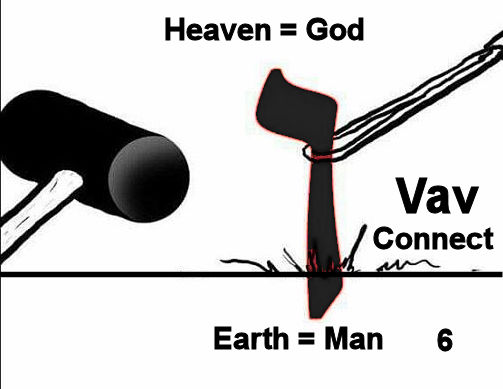 Heaven = God
Vav
Connect
Earth = Man 6